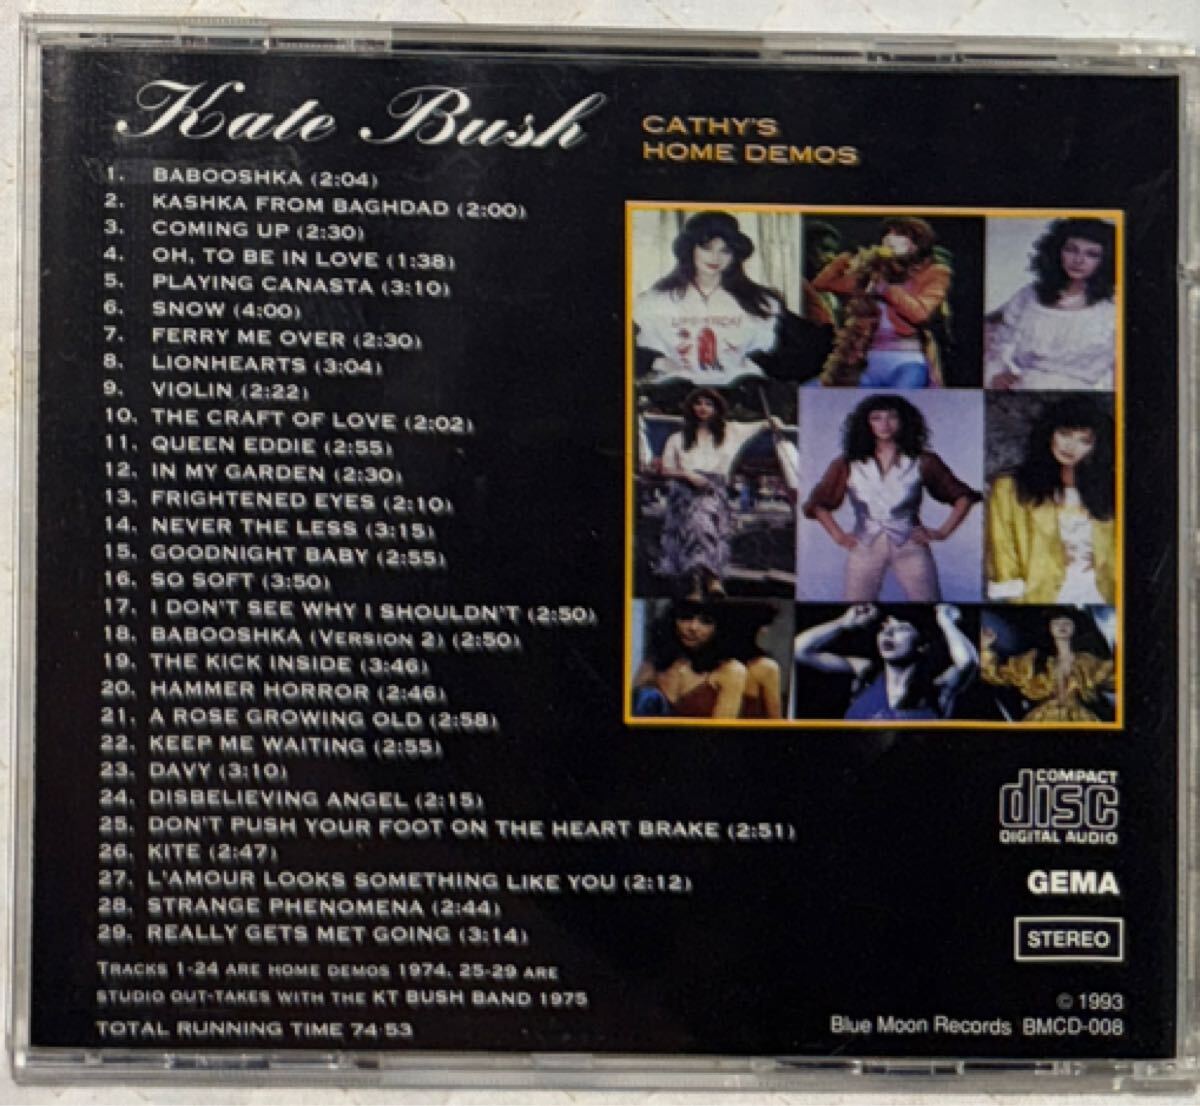 Kate Bush
CATHY'S
HOME DEMOS
1. BABOOSHKA (2:04)
2. KASHKA FROM BAGHDAD (2:00)
3. COMING UP (2:30)
4. OH, TO BE IN LOVE (1:38)
5. PLAYING CANASTA (3:10)
6. SNOW (4:00)
7. FERRY ME OVER (2:30)
8. LIONHEARTS (3:04)
9. VIOLIN (2:22)
10. THE CRAFT OF LOVE (2:02)
11. QUEEN EDDIE (2:55)
12. IN MY GARDEN (2:30)
13. FRIGHTENED EYES (2:10)
14. NEVER THE LESS (3:15)
15. GOODNIGHT BABY (2:55)
16. SO SOFT (3:50)
17. I DON'T SEE WHY I SHOULDN'T (2:50)
18. BABOOSHKA (VERSION 2) (2:50)
19. THE KICK INSIDE (3:46)
20. HAMMER HORROR (2:46)
21. A ROSE GROWING OLD (2:58)
22. KEEP ME WAITING (2:55)
23. DAVY (3:10)
24. DISBELIEVING ANGEL (2:15)
25. DON'T PUSH YOUR FOOT ON THE HEART BRAKE (2:51)
26. KITE (2:47)
27. L'AMOUR LOOKS SOMETHING LIKE YOU (2:12)
28. STRANGE PHENOMENA (2:44)
29. REALLY GETS MET GOING (3:14)
TRACKS 1-24 ARE HOME DEMOS 1974. 25-29 ARE
STUDIO OUT-TAKES WITH THE KT BUSH BAND 1975
TOTAL RUNNING TIME 74:53
COMPACT
disc
DIGITAL AUDIO
GEMA
STEREO
© 1993
Blue Moon Records BMCD-008